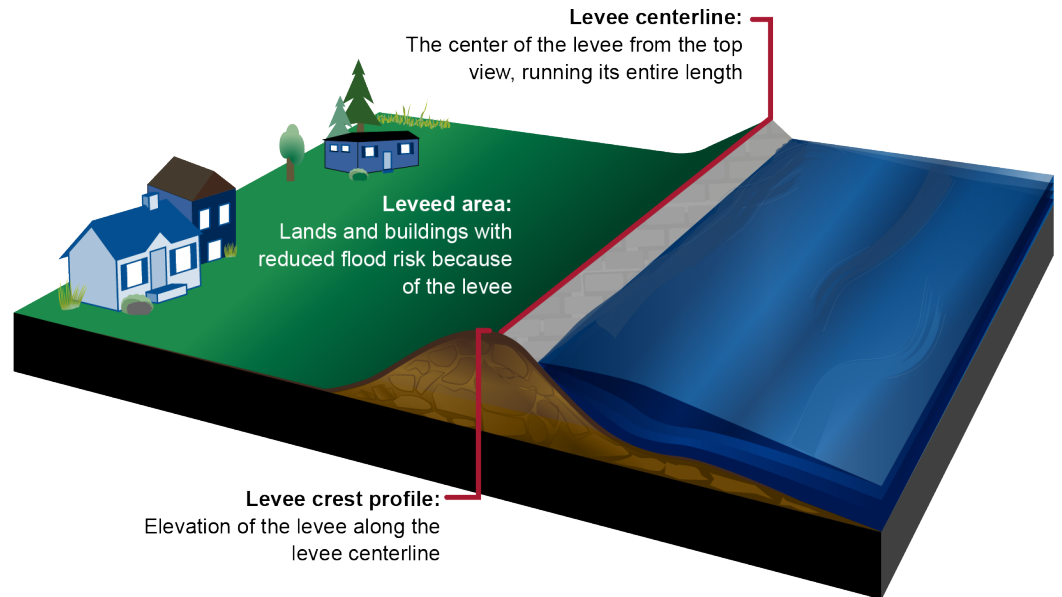 Levee centerline:
The center of the levee from the top
view, running its entire length
Leveed area:
Lands and buildings with
reduced flood risk because
of the levee
Levee crest profile:
Elevation of the levee along the
levee centerline